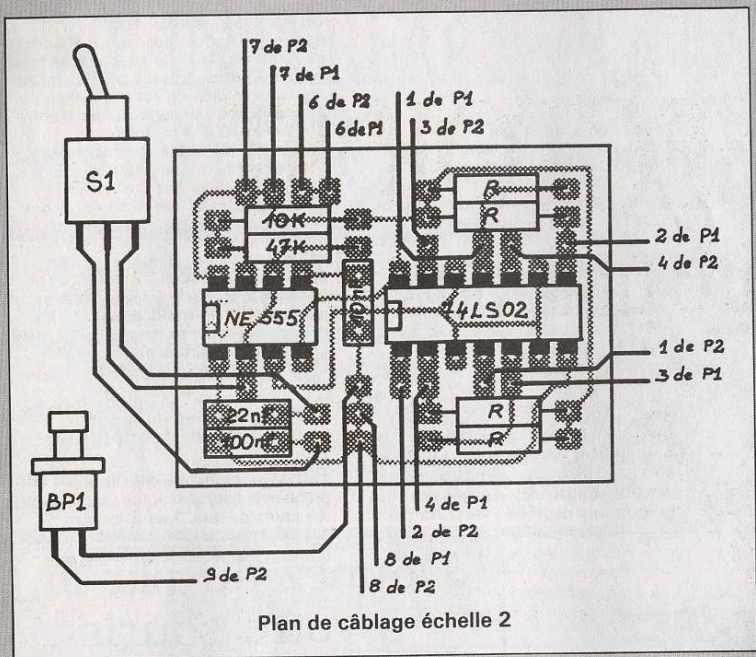 7 de P2
7 de P1
6 de P2
6 de P1
1 de P1
3 de P2
S1
R
R
10K
47K
2 de P1
4 de P2
NE 555
10nF
74LS02
1 de P2
3 de P1
22nF
100nF
R
R
BP1
4 de P1
2 de P2
8 de P1
8 de P2
9 de P2
Plan de câblage échelle 2